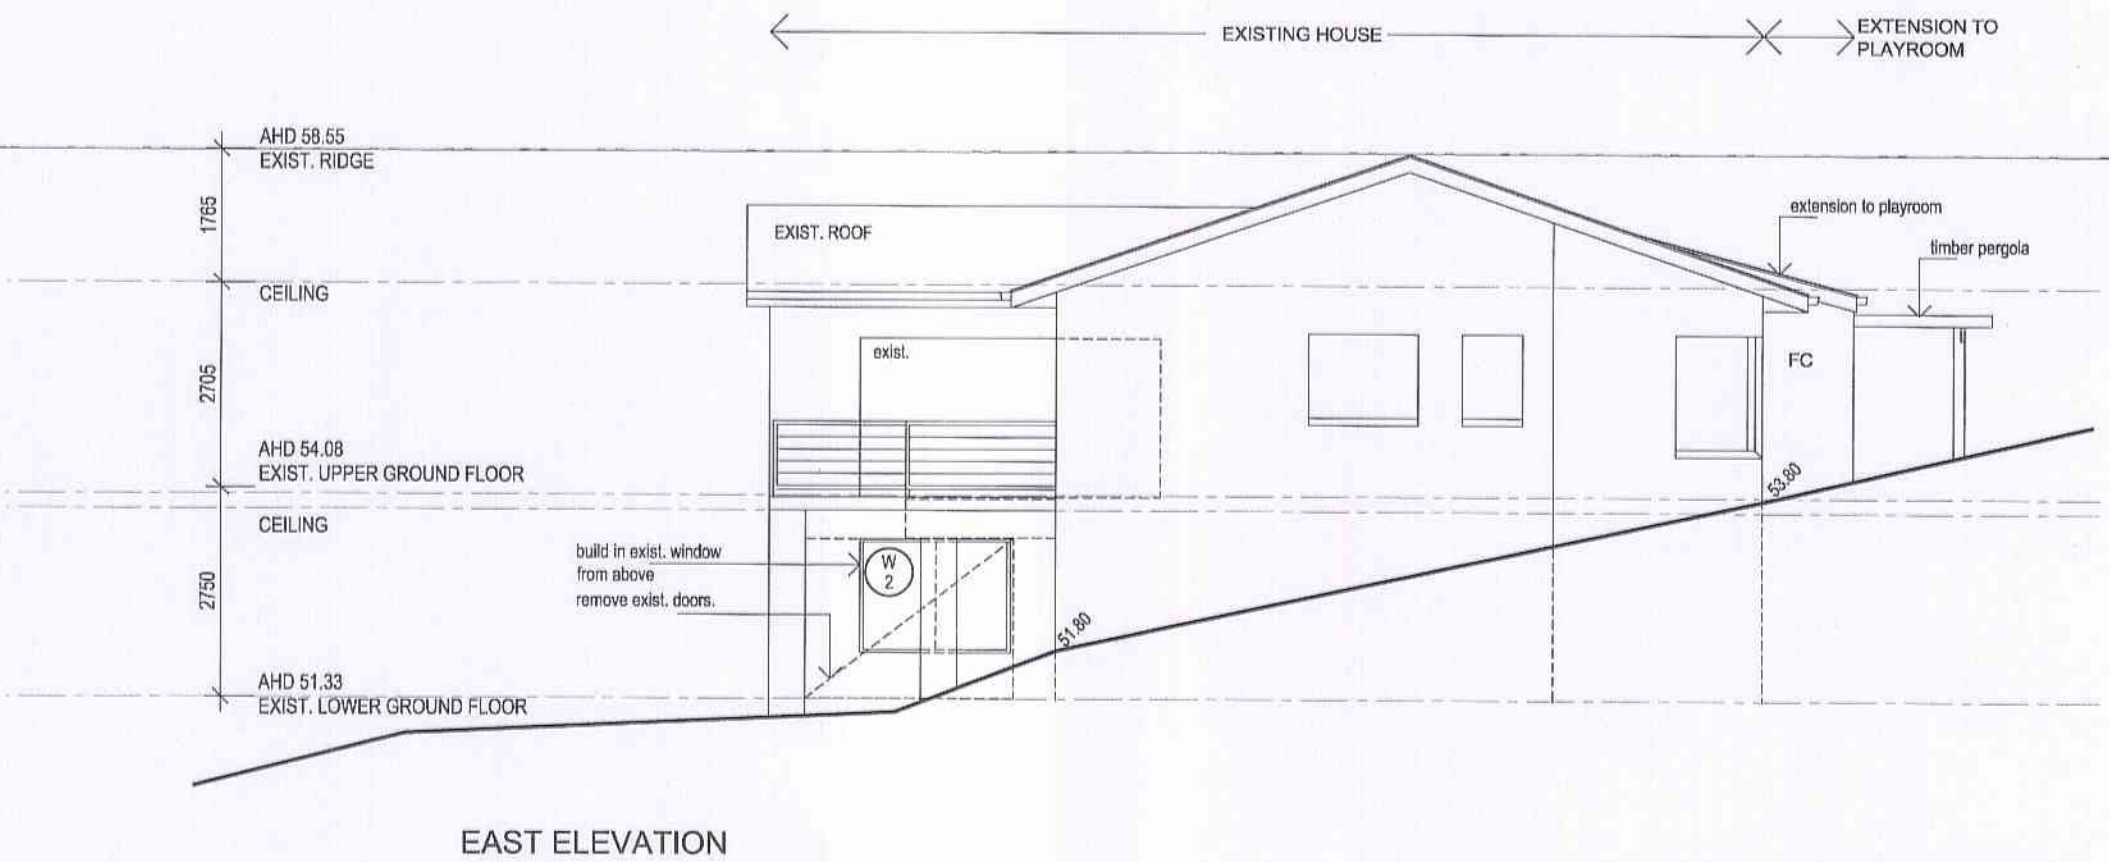 EXISTING HOUSE
EXTENSION TO
PLAYROOM
AHD 58.55
EXIST. RIDGE
1765
EXIST. ROOF
extension to playroom
timber pergola
CEILING
exist.
FC
2705
AHD 54.08
EXIST. UPPER GROUND FLOOR
53.80
CEILING
build in exist. window
from above
W
2
remove exist. doors.
2750
51.80
AHD 51.33
EXIST. LOWER GROUND FLOOR
EAST ELEVATION